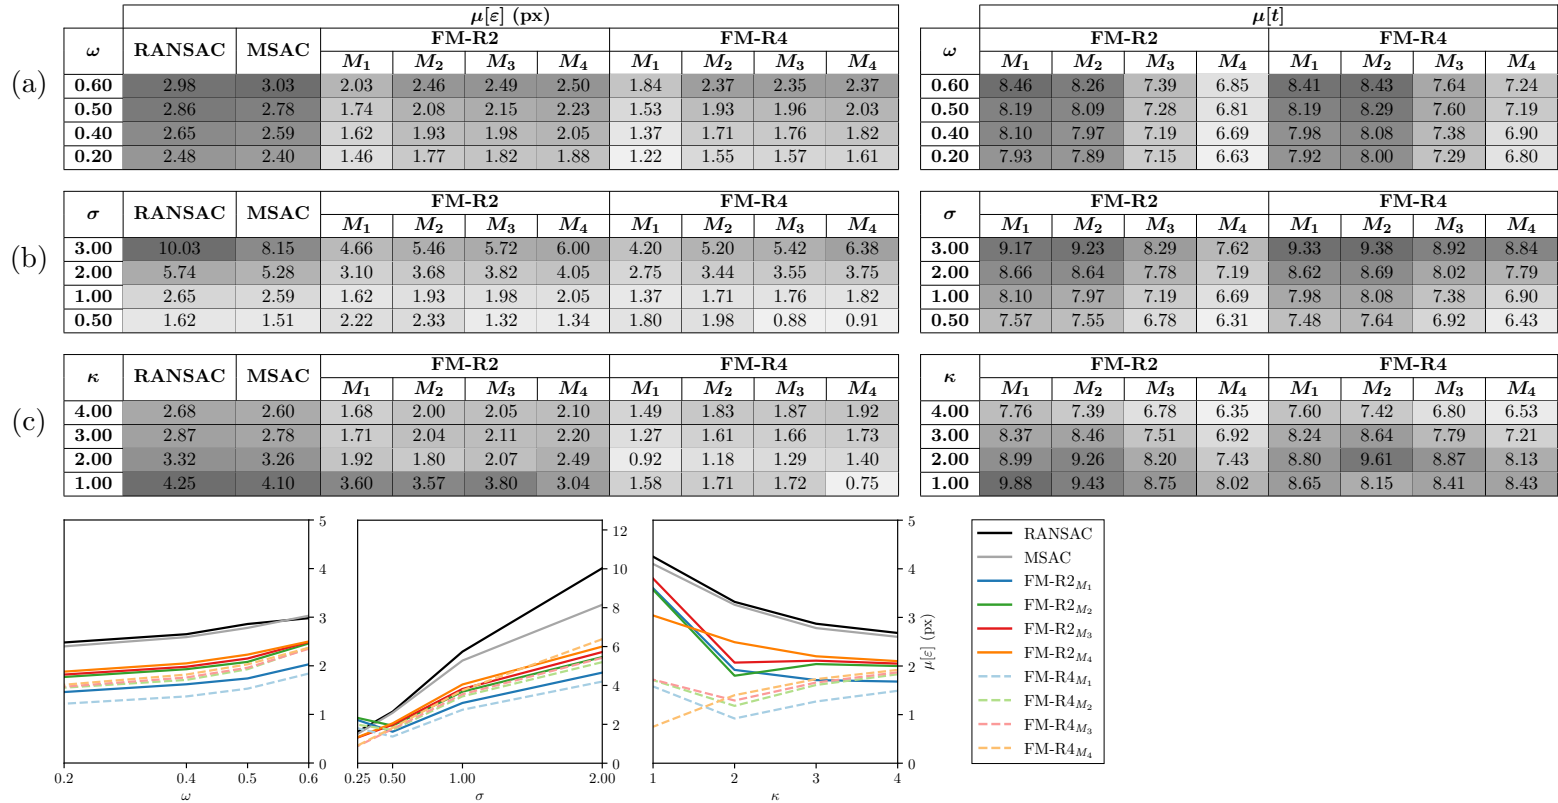 μ[ε] (px) μ[t]
ω RANSAC MSAC FM-R2 FM-R4 ω FM-R2 FM-R4
M1 M2 M3 M4 M1 M2 M3 M4 M1 M2 M3 M4 M1 M2 M3 M4
(a)
0.60 2.98 3.03 2.03 2.46 2.49 2.50 1.84 2.37 2.35 2.37 0.60 8.46 8.26 7.39 6.85 8.41 8.43 7.64 7.24
0.50 2.86 2.78 1.74 2.08 2.15 2.23 1.53 1.93 1.96 2.03 0.50 8.19 8.09 7.28 6.81 8.19 8.29 7.60 7.19
0.40 2.65 2.59 1.62 1.93 1.98 2.05 1.37 1.71 1.76 1.82 0.40 8.10 7.97 7.19 6.69 7.98 8.08 7.38 6.90
0.20 2.48 2.40 1.46 1.77 1.82 1.88 1.22 1.55 1.57 1.61 0.20 7.93 7.89 7.15 6.63 7.92 8.00 7.29 6.80
σ RANSAC MSAC FM-R2 FM-R4 σ FM-R2 FM-R4
M1 M2 M3 M4 M1 M2 M3 M4 M1 M2 M3 M4 M1 M2 M3 M4
(b)
3.00 10.03 8.15 4.66 5.46 5.72 6.00 4.20 5.20 5.42 6.38 3.00 9.17 9.23 8.29 7.62 9.33 9.38 8.92 8.84
2.00 5.74 5.28 3.10 3.68 3.82 4.05 2.75 3.44 3.55 3.75 2.00 8.66 8.64 7.78 7.19 8.62 8.69 8.02 7.79
1.00 2.65 2.59 1.62 1.93 1.98 2.05 1.37 1.71 1.76 1.82 1.00 8.10 7.97 7.19 6.69 7.98 8.08 7.38 6.90
0.50 1.62 1.51 2.22 2.33 1.32 1.34 1.80 1.98 0.88 0.91 0.50 7.57 7.55 6.78 6.31 7.48 7.64 6.92 6.43
κ RANSAC MSAC FM-R2 FM-R4 κ FM-R2 FM-R4
M1 M2 M3 M4 M1 M2 M3 M4 M1 M2 M3 M4 M1 M2 M3 M4
(c)
4.00 2.68 2.60 1.68 2.00 2.05 2.10 1.49 1.83 1.87 1.92 4.00 7.76 7.39 6.78 6.35 7.60 7.42 6.80 6.53
3.00 2.87 2.78 1.71 2.04 2.11 2.20 1.27 1.61 1.66 1.73 3.00 8.37 8.46 7.51 6.92 8.24 8.64 7.79 7.21
2.00 3.32 3.26 1.92 1.80 2.07 2.49 0.92 1.18 1.29 1.40 2.00 8.99 9.26 8.20 7.43 8.80 9.61 8.87 8.13
1.00 4.25 4.10 3.60 3.57 3.80 3.04 1.58 1.71 1.72 0.75 1.00 9.88 9.43 8.75 8.02 8.65 8.15 8.41 8.43
5
4
3
2
1
0
0.2 0.4 0.5 0.6
ω
12
10
8
6
4
2
0
0.25 0.50 1.00 2.00
σ
5
4
3
2
1
0
μ[ε] (px)
1 2 3 4
κ
RANSAC
MSAC
FM-R2M1
FM-R2M2
FM-R2M3
FM-R2M4
FM-R4M1
FM-R4M2
FM-R4M3
FM-R4M4